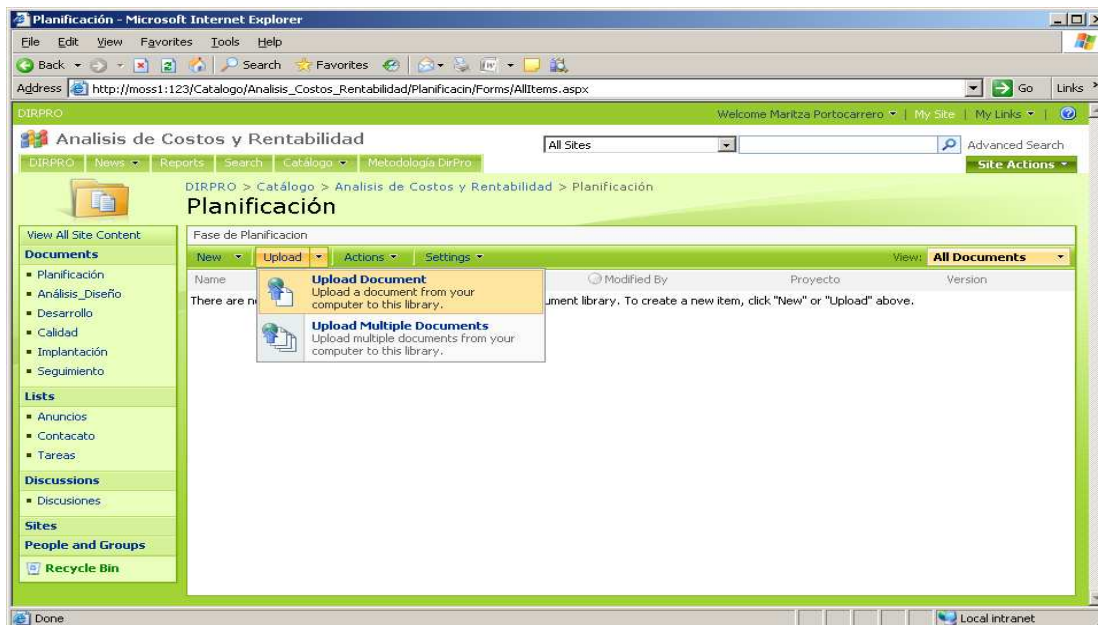 Planificación - Microsoft Internet Explorer
File Edit View Favorites Tools Help
Back Search Favorites
Address http://moss1:123/Catalogo/Analisis_Costos_Rentabilidad/Planificacin/Forms/AllItems.aspx Go Links
DIRPRO Welcome Maritza Portocarrero | My Site | My Links |
Analisis de Costos y Rentabilidad All Sites Advanced Search
DIRPRO News Reports Search Catálogo Metodología DirPro Site Actions
DIRPRO > Catálogo > Analisis de Costos y Rentabilidad > Planificación
Planificación
View All Site Content
Documents
Planificación
Análisis_Diseño
Desarrollo
Calidad
Implantación
Seguimiento
Lists
Anuncios
Contacato
Tareas
Discussions
Discusiones
Sites
People and Groups
Recycle Bin
Fase de Planificacion
New Upload Actions Settings View: All Documents
Name Modified By Proyecto Version
There are ument library. To create a new item, click "New" or "Upload" above.
Upload Document
Upload a document from your
computer to this library.
Upload Multiple Documents
Upload multiple documents from your
computer to this library.
Done Local intranet